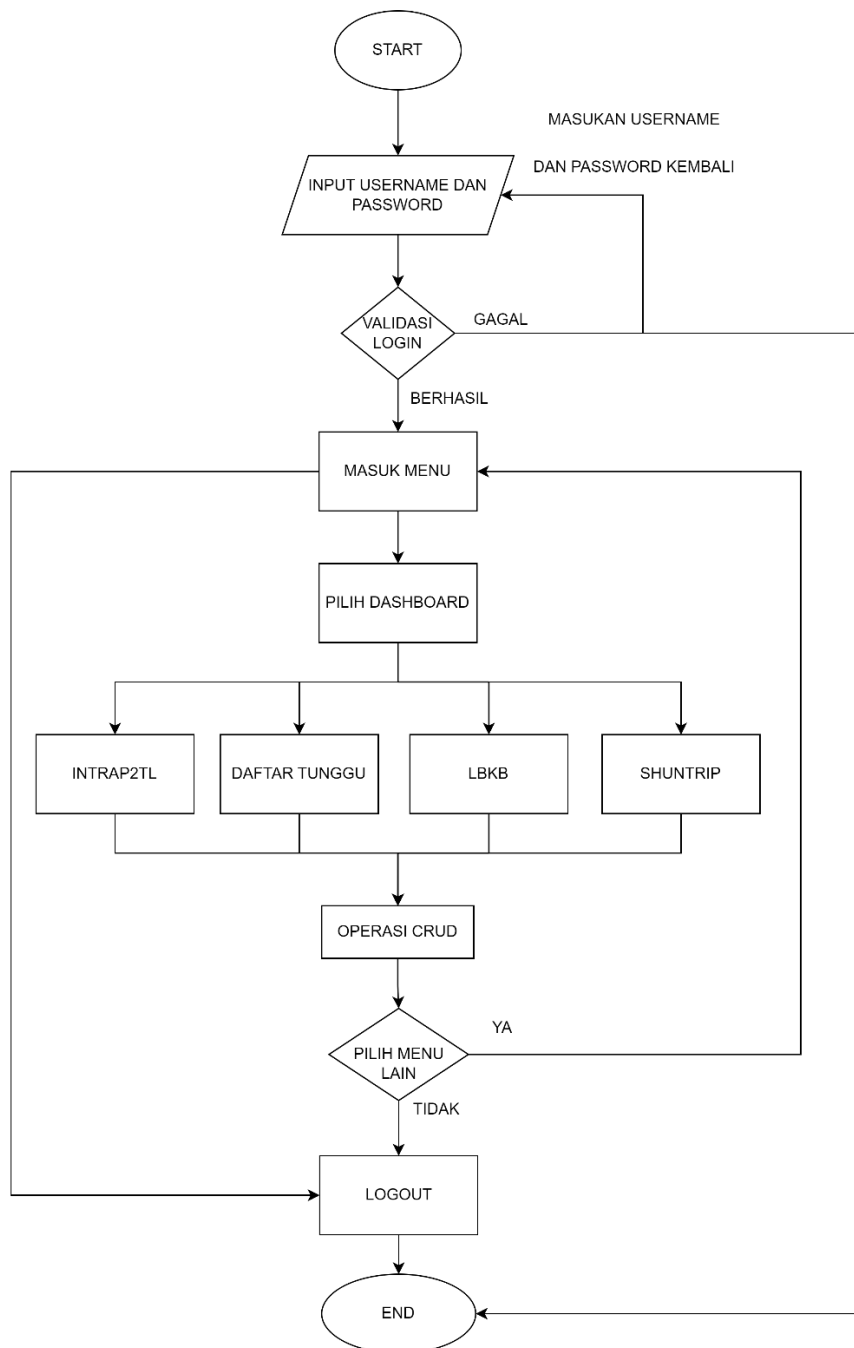 START
MASUKAN USERNAME
DAN PASSWORD KEMBALI
INPUT USERNAME DAN
PASSWORD
VALIDASI
LOGIN
GAGAL
BERHASIL
MASUK MENU
PILIH DASHBOARD
INTRAP2TL
DAFTAR TUNGGU
LBKB
SHUNTRIP
OPERASI CRUD
PILIH MENU
LAIN
YA
TIDAK
LOGOUT
END